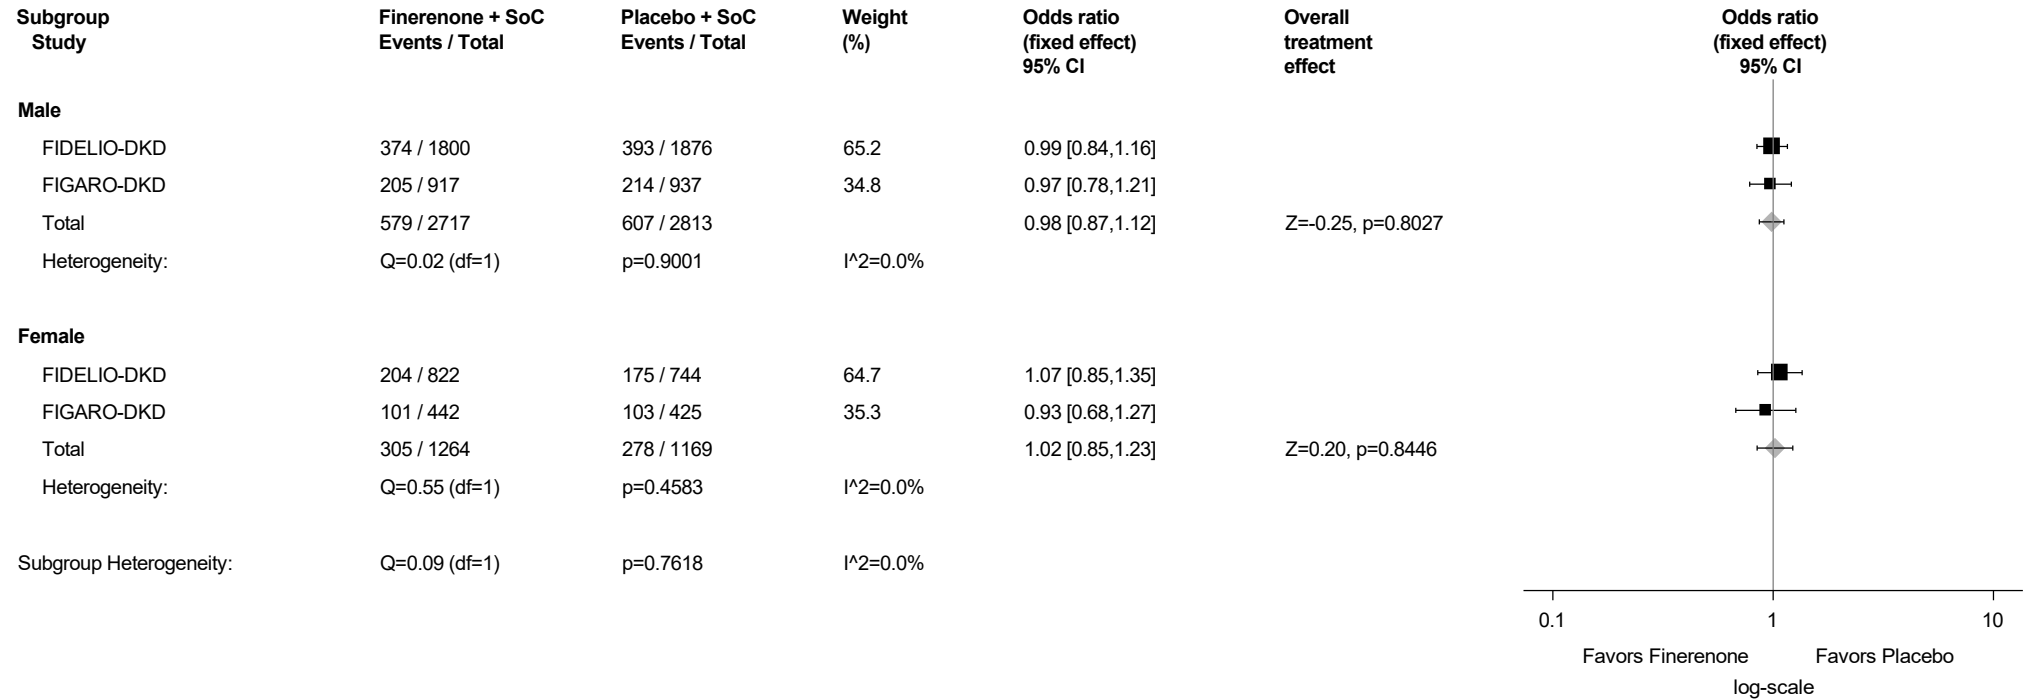 Subgroup Finerenone + SoC Placebo + SoC Weight Odds ratio Overall Odds ratio
Study Events / Total Events / Total (%) (fixed effect) treatment (fixed effect)
95% CI effect 95% CI
Male
FIDELIO-DKD 374 / 1800 393 / 1876 65.2 0.99 [0.84,1.16]
FIGARO-DKD 205 / 917 214 / 937 34.8 0.97 [0.78,1.21]
Total 579 / 2717 607 / 2813 0.98 [0.87,1.12] Z=-0.25, p=0.8027
Heterogeneity: Q=0.02 (df=1) p=0.9001 I^2=0.0%
Female
FIDELIO-DKD 204 / 822 175 / 744 64.7 1.07 [0.85,1.35]
FIGARO-DKD 101 / 442 103 / 425 35.3 0.93 [0.68,1.27]
Total 305 / 1264 278 / 1169 1.02 [0.85,1.23] Z=0.20, p=0.8446
Heterogeneity: Q=0.55 (df=1) p=0.4583 I^2=0.0%
Subgroup Heterogeneity: Q=0.09 (df=1) p=0.7618 I^2=0.0%
0.1 1 10
Favors Finerenone Favors Placebo
log-scale